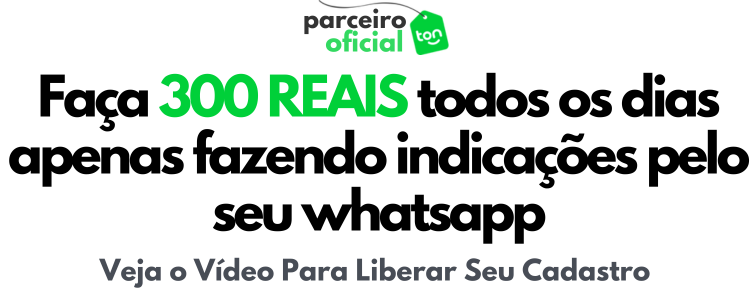 parceiro
oficial ton
Faça 300 REAIS todos os dias
apenas fazendo indicações pelo
seu whatsapp
Veja o Vídeo Para Liberar Seu Cadastro